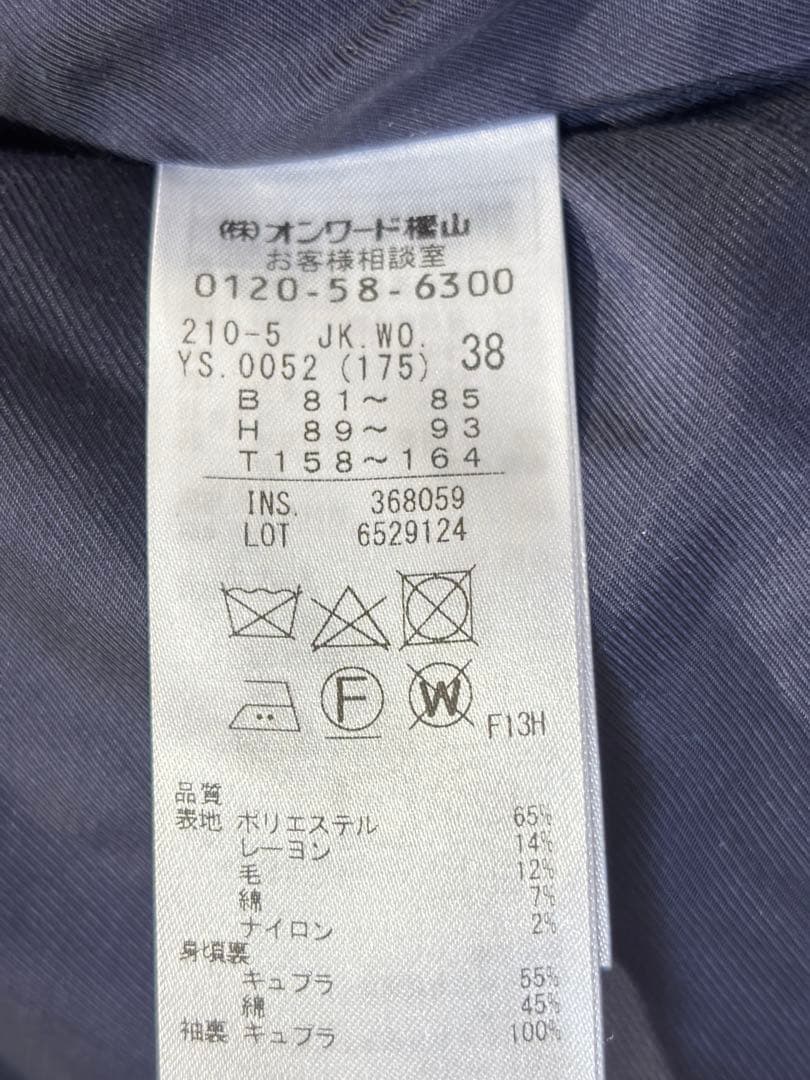 (株)オンワード樫山
お客様相談室
0120-58-6300
210-5 JK.WO. 38
YS.0052 (175)
B 81～ 85
H 89～ 93
T158～164
INS. 368059
LOT 6529124
F W F13H
品質
表地 ポリエステル 65%
レーヨン 14%
毛 12%
綿 7%
ナイロン 2%
身頃裏
キュプラ 55%
綿 45%
袖裏 キュプラ 100%